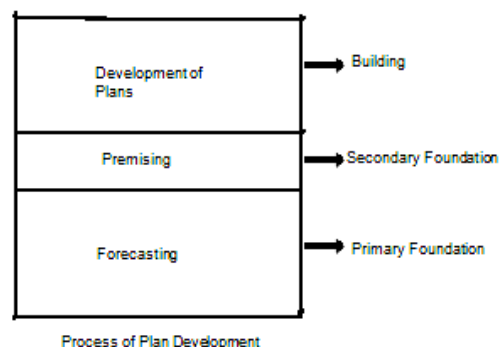 Development of
Plans
Building
Premising
Secondary Foundation
Forecasting
Primary Foundation
Process of Plan Development